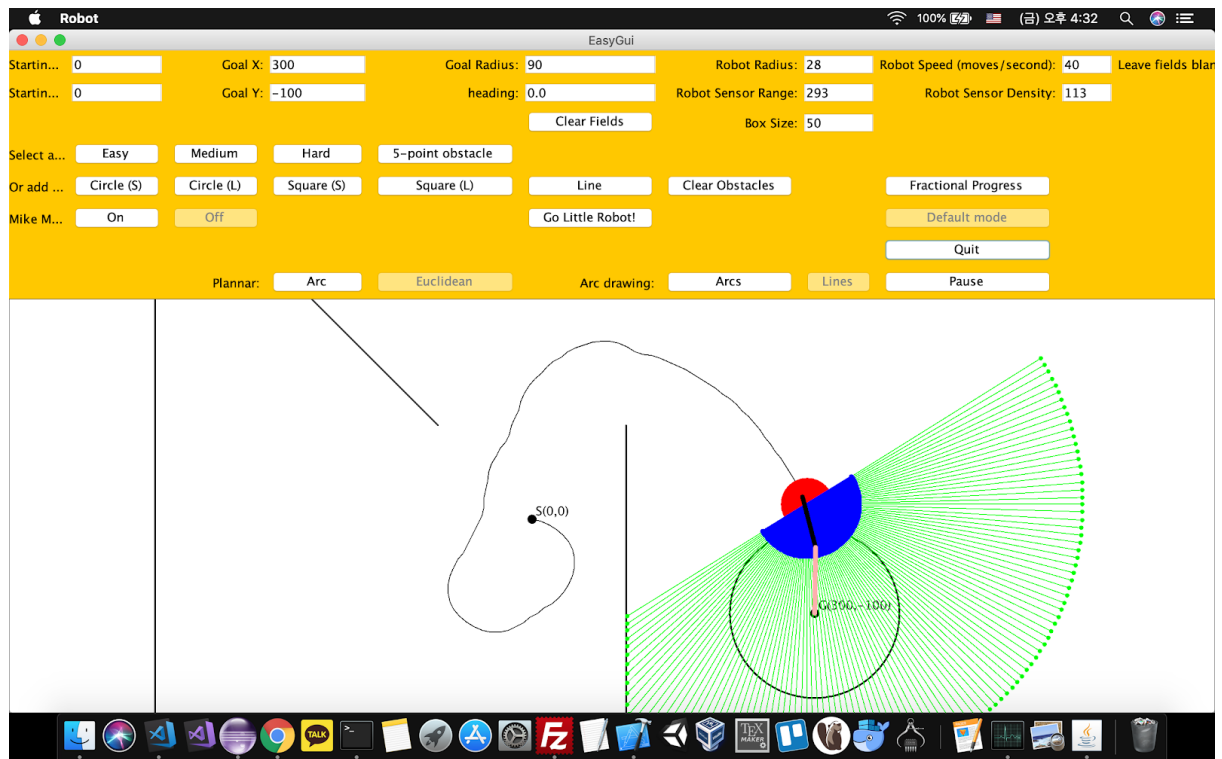 Robot 100% (금) 오후 4:32
EasyGui
Startin... 0 Goal X: 300 Goal Radius: 90 Robot Radius: 28 Robot Speed (moves/second): 40 Leave fields blan
Startin... 0 Goal Y: -100 heading: 0.0 Robot Sensor Range: 293 Robot Sensor Density: 113
Clear Fields Box Size: 50
Select a... Easy Medium Hard 5-point obstacle
Or add ... Circle (S) Circle (L) Square (S) Square (L) Line Clear Obstacles Fractional Progress
Mike M... On Off Go Little Robot! Default mode
Quit
Plannar: Arc Euclidean Arc drawing: Arcs Lines Pause
S(0,0)
G(300,-100)
TALK
TEX
MAKER